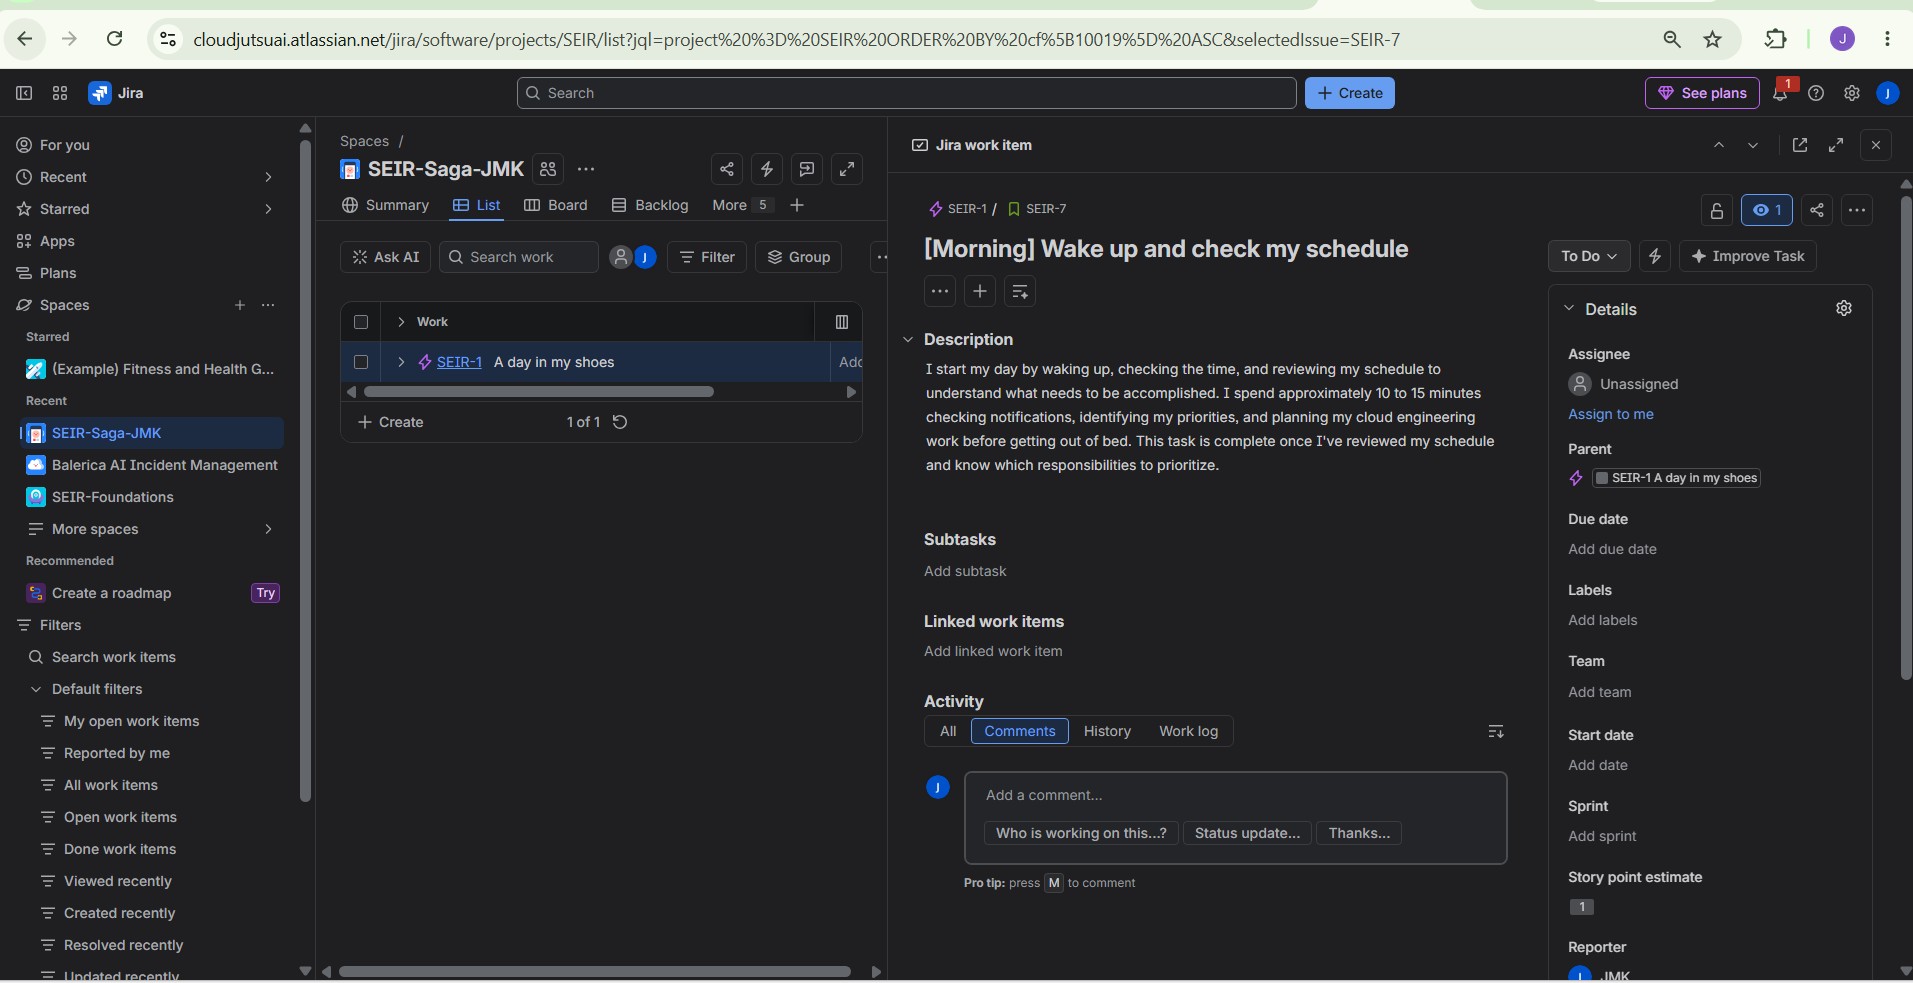 cloudjutsuai.atlassian.net/jira/software/projects/SEIR/list?jql=project%20%3D%20SEIR%20ORDER%20BY%20cf%5B10019%5D%20ASC&selectedIssue=SEIR-7
J
Jira
Search
Create
See plans
1
J
For you
Recent
Starred
Apps
Plans
Spaces
Starred
(Example) Fitness and Health G...
Recent
SEIR-Saga-JMK
Balerica AI Incident Management
SEIR-Foundations
More spaces
Recommended
Create a roadmap
Try
Filters
Search work items
Default filters
My open work items
Reported by me
All work items
Open work items
Done work items
Viewed recently
Created recently
Resolved recently
Updated recently
Spaces /
SEIR-Saga-JMK
Summary
List
Board
Backlog
More 5
Ask AI
Search work
J
Filter
Group
Work
SEIR-1 A day in my shoes
Add
Create
1 of 1
Jira work item
SEIR-1 / SEIR-7
1
[Morning] Wake up and check my schedule
To Do
Improve Task
Description
I start my day by waking up, checking the time, and reviewing my schedule to
understand what needs to be accomplished. I spend approximately 10 to 15 minutes
checking notifications, identifying my priorities, and planning my cloud engineering
work before getting out of bed. This task is complete once I've reviewed my schedule
and know which responsibilities to prioritize.
Subtasks
Add subtask
Linked work items
Add linked work item
Activity
All
Comments
History
Work log
J
Add a comment...
Who is working on this...?
Status update...
Thanks...
Pro tip: press M to comment
Details
Assignee
Unassigned
Assign to me
Parent
SEIR-1 A day in my shoes
Due date
Add due date
Labels
Add labels
Team
Add team
Start date
Add date
Sprint
Add sprint
Story point estimate
1
Reporter
J
JMK